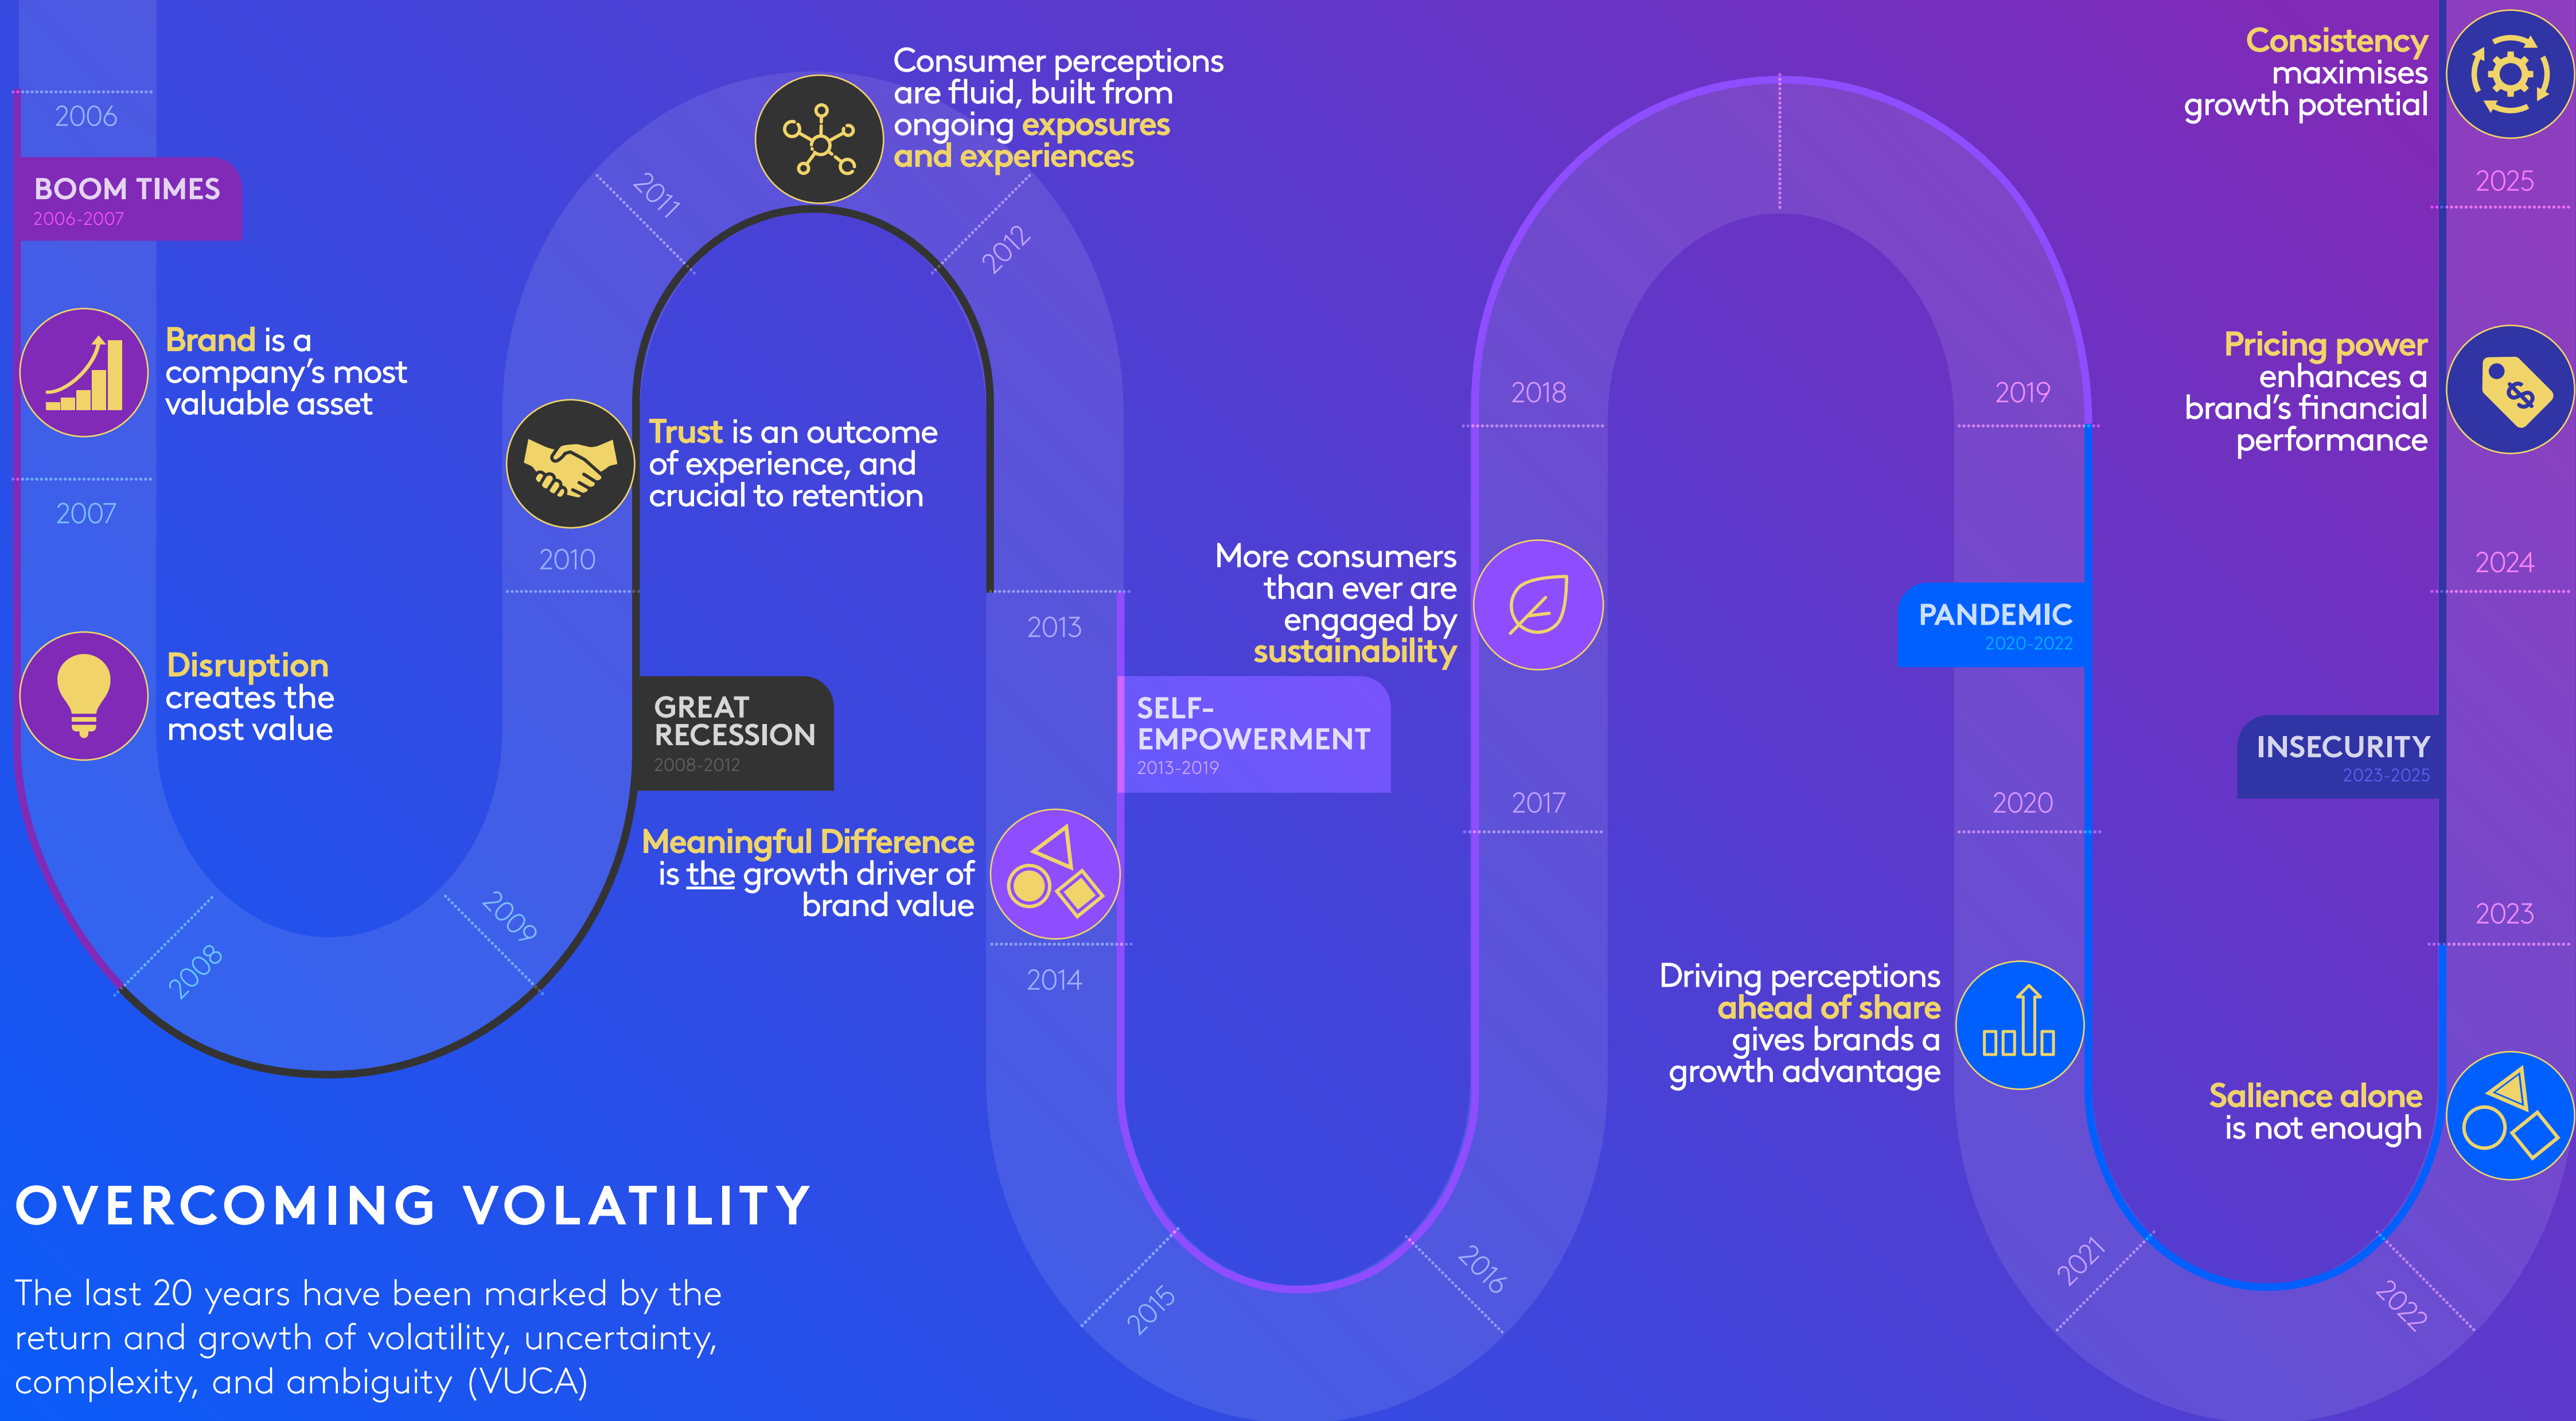 2006
BOOM TIMES
2006-2007
Brand is a
company's most
valuable asset
2007
Disruption
creates the
most value
2008
2009
GREAT
RECESSION
2008-2012
2010
Trust is an outcome
of experience, and
crucial to retention
2011
Consumer perceptions
are fluid, built from
ongoing exposures
and experiences
2012
2013
SELF-
EMPOWERMENT
2013-2019
Meaningful Difference
is the growth driver of
brand value
2014
2015
2016
2017
More consumers
than ever are
engaged by
sustainability
2018
2019
PANDEMIC
2020-2022
2020
Driving perceptions
ahead of share
gives brands a
growth advantage
2021
2022
Salience alone
is not enough
2023
INSECURITY
2023-2025
2024
Pricing power
enhances a
brand's financial
performance
2025
Consistency
maximises
growth potential
OVERCOMING VOLATILITY
The last 20 years have been marked by the
return and growth of volatility, uncertainty,
complexity, and ambiguity (VUCA)